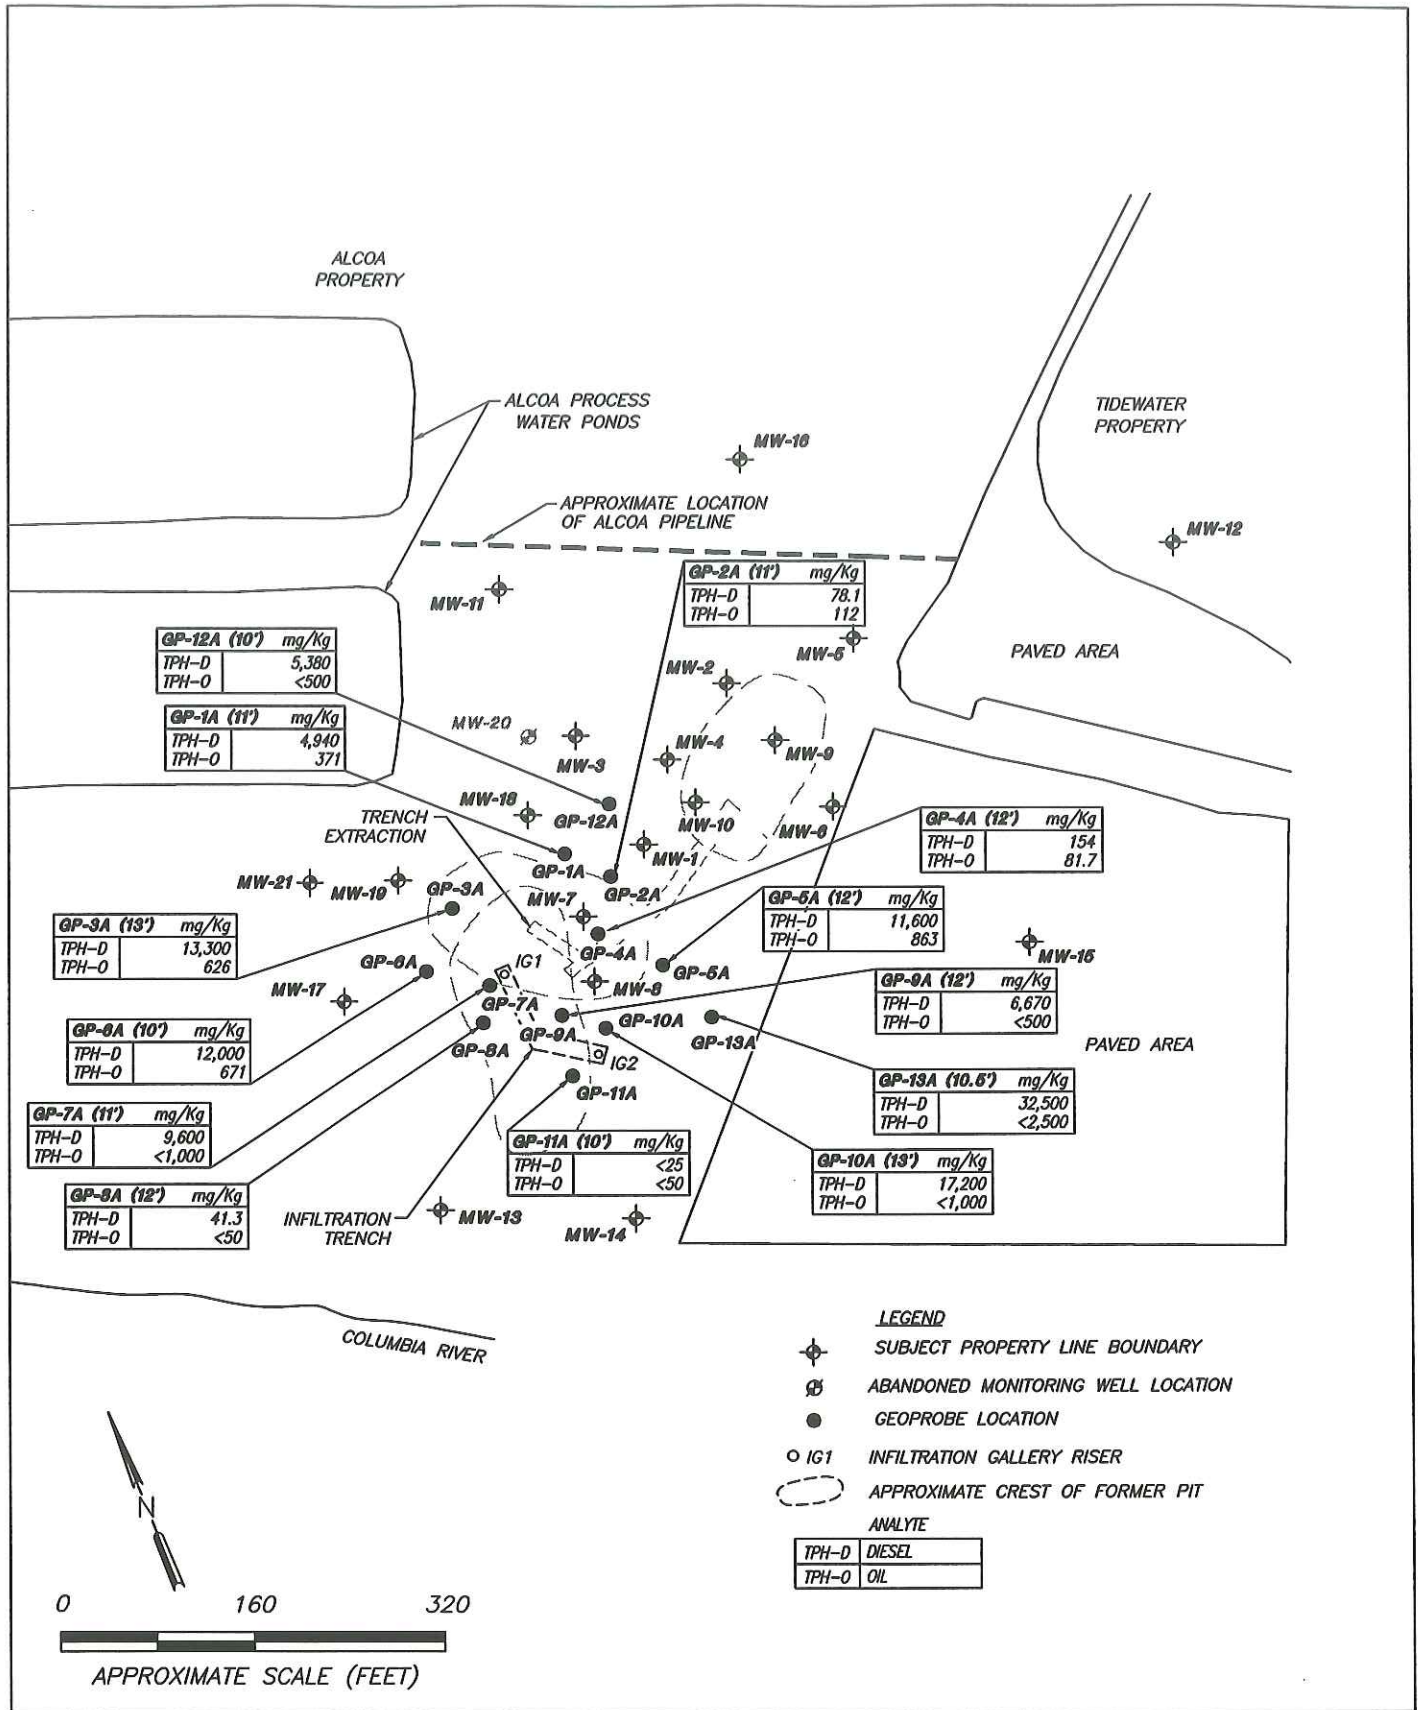 ALCOA
PROPERTY
ALCOA PROCESS
WATER PONDS
TIDEWATER
PROPERTY
MW-16
APPROXIMATE LOCATION
OF ALCOA PIPELINE
MW-12
GP-2A (11') mg/Kg
TPH-D 78.1
TPH-O 112
MW-11
GP-12A (10') mg/Kg
TPH-D 5,380
TPH-O <500
MW-5
PAVED AREA
MW-2
GP-1A (11') mg/Kg
TPH-D 4,940
TPH-O 371
MW-20
MW-3
MW-4
MW-9
MW-18
TRENCH
EXTRACTION
GP-12A
MW-10
MW-6
GP-4A (12') mg/Kg
TPH-D 154
TPH-O 81.7
MW-1
GP-1A
GP-2A
MW-21
MW-19
GP-3A
MW-7
GP-5A (12') mg/Kg
TPH-D 11,600
TPH-O 863
GP-3A (13') mg/Kg
TPH-D 13,300
TPH-O 626
GP-4A
MW-15
GP-6A
IG1
GP-5A
GP-9A (12') mg/Kg
TPH-D 6,670
TPH-O <500
MW-17
GP-7A
MW-8
GP-8A
GP-9A
GP-10A
GP-13A
PAVED AREA
GP-6A (10') mg/Kg
TPH-D 12,000
TPH-O 671
IG2
GP-11A
GP-13A (10.5') mg/Kg
TPH-D 32,500
TPH-O <2,500
GP-7A (11') mg/Kg
TPH-D 9,600
TPH-O <1,000
GP-11A (10') mg/Kg
TPH-D <25
TPH-O <50
GP-10A (13') mg/Kg
TPH-D 17,200
TPH-O <1,000
GP-8A (12') mg/Kg
TPH-D 41.3
TPH-O <50
INFILTRATION
TRENCH
MW-13
MW-14
COLUMBIA RIVER
LEGEND
SUBJECT PROPERTY LINE BOUNDARY
ABANDONED MONITORING WELL LOCATION
GEOPROBE LOCATION
IG1 INFILTRATION GALLERY RISER
APPROXIMATE CREST OF FORMER PIT
ANALYTE
TPH-D DIESEL
TPH-O OIL
N
0 160 320
APPROXIMATE SCALE (FEET)